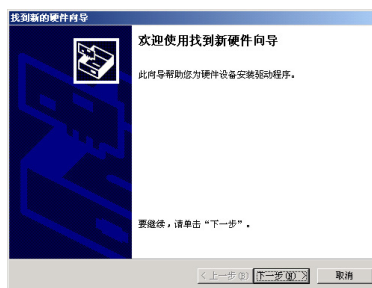 找到新的硬件向导
欢迎使用找到新硬件向导
此向导帮助您为硬件设备安装驱动程序。
要继续，请单击“下一步”。
< 上一步(B)
下一步(N) >
取消